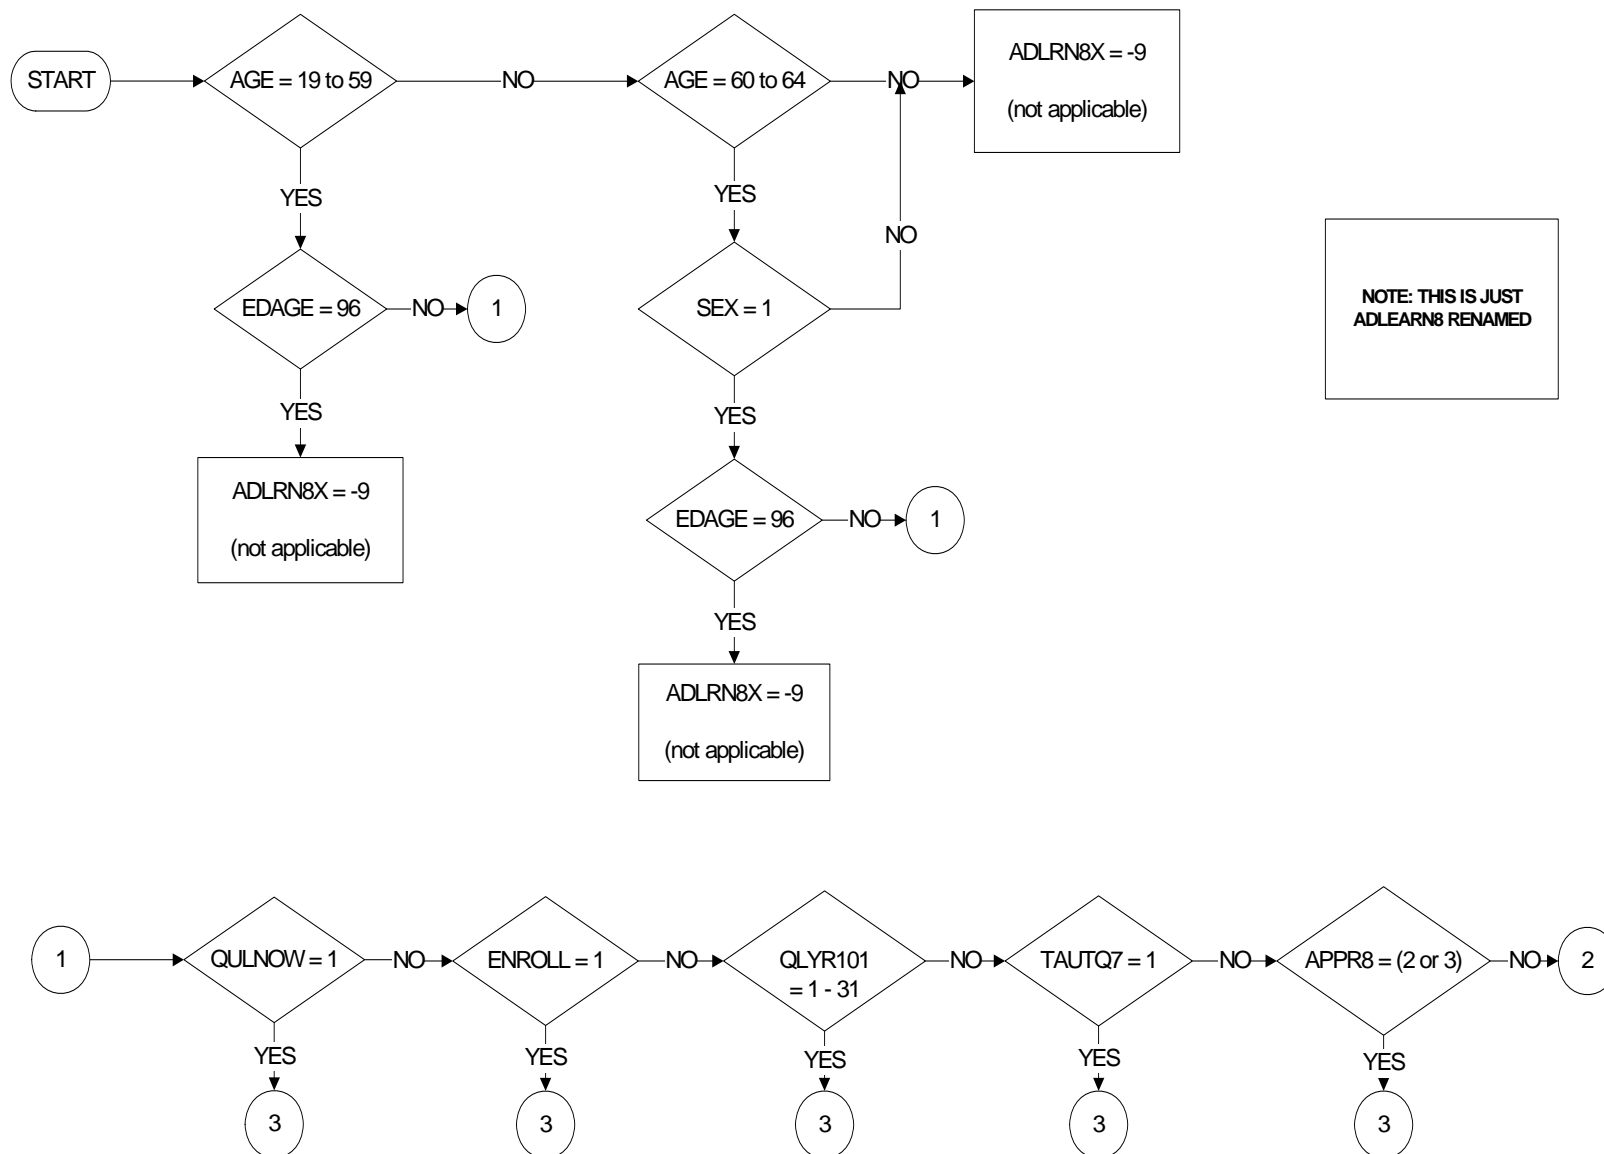 START
AGE = 19 to 59
NO
AGE = 60 to 64
NO
ADLRN8X = -9
(not applicable)
YES
YES
NO
NOTE: THIS IS JUST
ADLEARN8 RENAMED
EDAGE = 96
NO
1
SEX = 1
YES
YES
ADLRN8X = -9
(not applicable)
EDAGE = 96
NO
1
YES
ADLRN8X = -9
(not applicable)
1
QULNOW = 1
NO
ENROLL = 1
NO
QLYR101
= 1 - 31
NO
TAUTQ7 = 1
NO
APPR8 = (2 or 3)
NO
2
YES
YES
YES
YES
YES
3
3
3
3
3